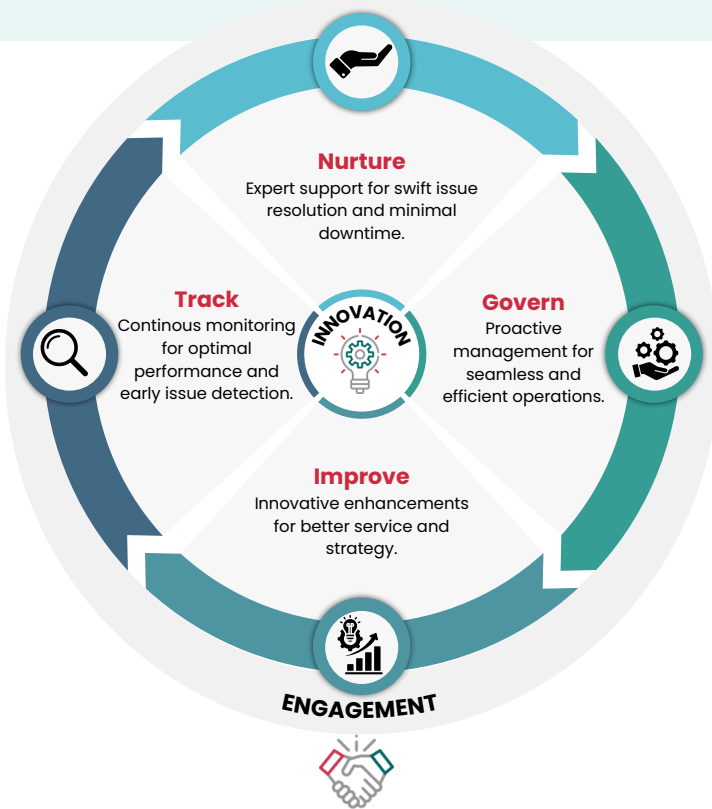 Nurture
Expert support for swift issue
resolution and minimal
downtime.
Track
Continous monitoring
for optimal
performance and
early issue detection.
INNOVATION
Govern
Proactive
management for
seamless and
efficient operations.
Improve
Innovative enhancements
for better service and
strategy.
ENGAGEMENT